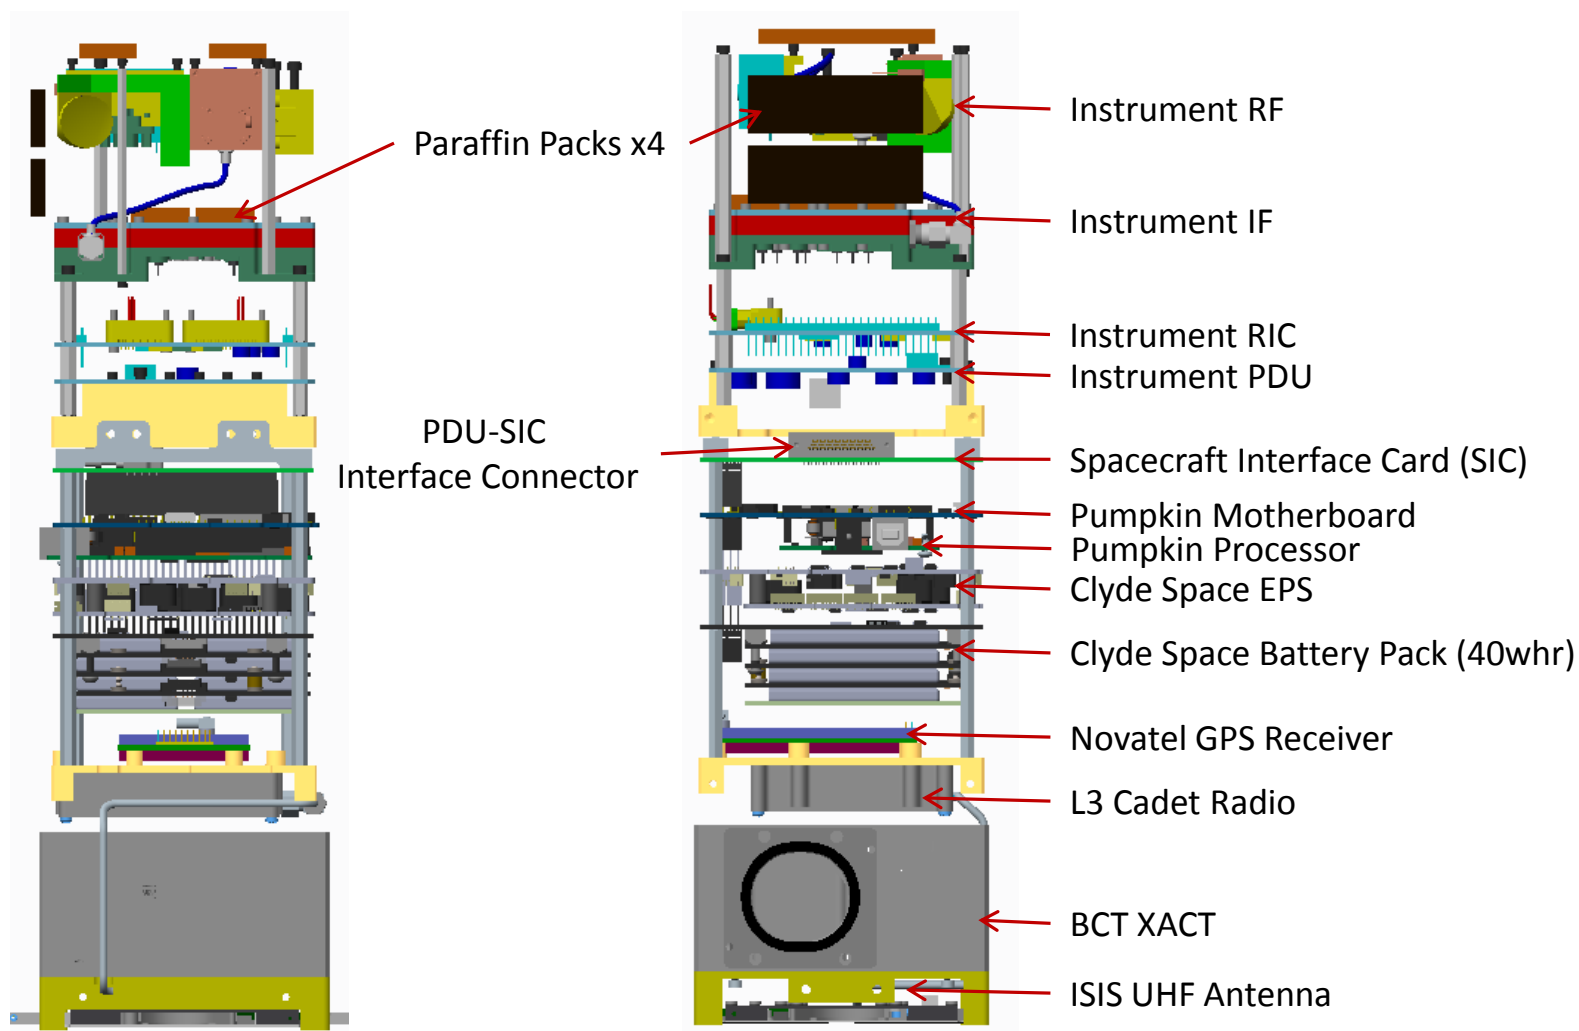 Instrument RF
Paraffin Packs x4
Instrument IF
Instrument RIC
Instrument PDU
PDU-SIC
Interface Connector
Spacecraft Interface Card (SIC)
Pumpkin Motherboard
Pumpkin Processor
Clyde Space EPS
Clyde Space Battery Pack (40whr)
Novatel GPS Receiver
L3 Cadet Radio
BCT XACT
ISIS UHF Antenna